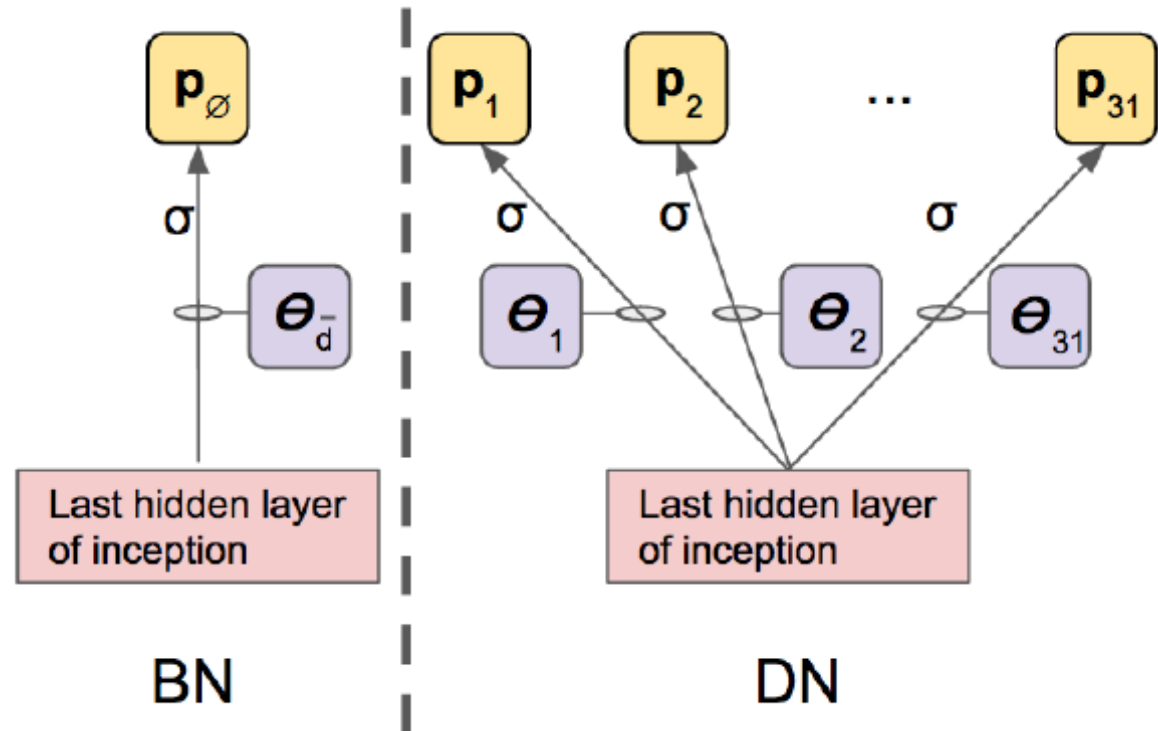 p∅
σ
θd̄
Last hidden layer
of inception
BN
p1 p2 ... p31
σ σ σ
θ1 θ2 θ31
Last hidden layer
of inception
DN